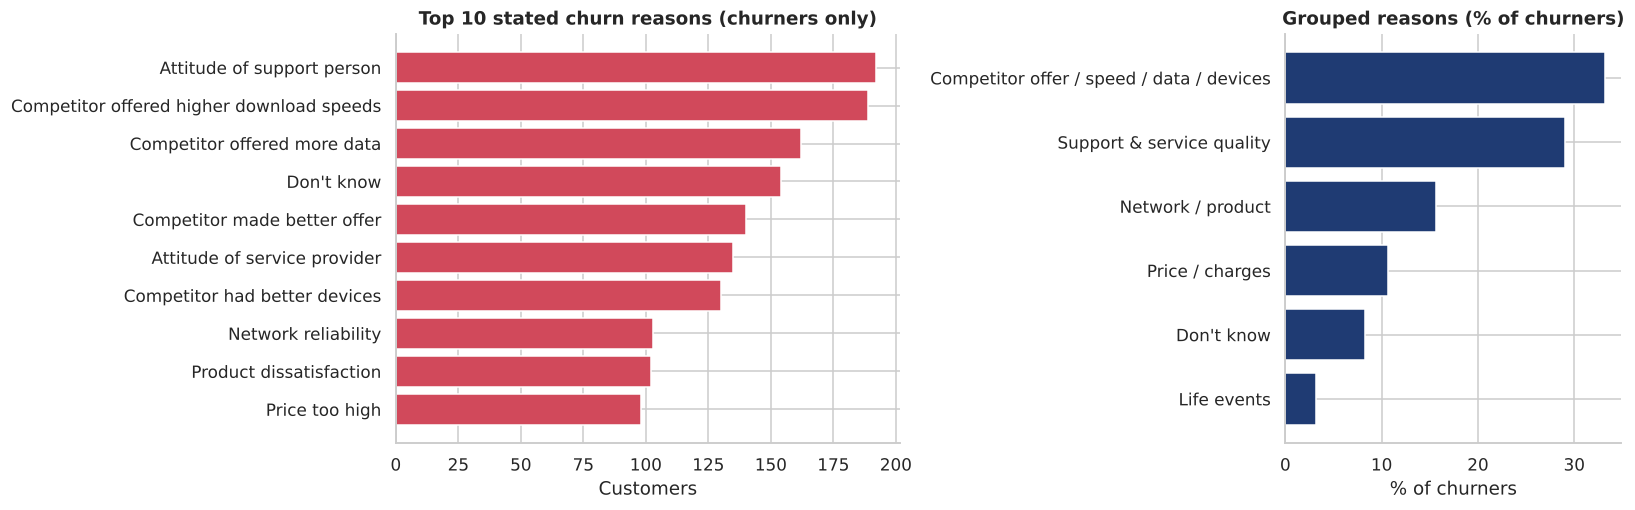 Top 10 stated churn reasons (churners only)
Attitude of support person
Competitor offered higher download speeds
Competitor offered more data
Don't know
Competitor made better offer
Attitude of service provider
Competitor had better devices
Network reliability
Product dissatisfaction
Price too high
0 25 50 75 100 125 150 175 200
Customers
Grouped reasons (% of churners)
Competitor offer / speed / data / devices
Support & service quality
Network / product
Price / charges
Don't know
Life events
0 10 20 30
% of churners